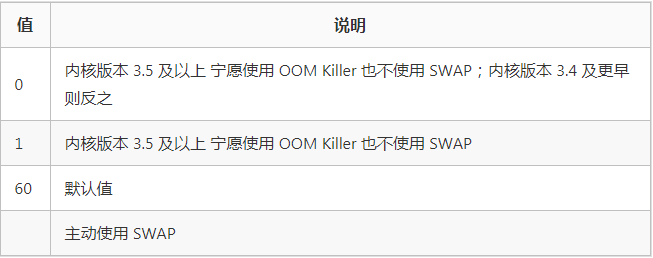 值 说明
0 内核版本 3.5 及以上 宁愿使用 OOM Killer 也不使用 SWAP；内核版本 3.4 及更早
则反之
1 内核版本 3.5 及以上 宁愿使用 OOM Killer 也不使用 SWAP
60 默认值
主动使用 SWAP